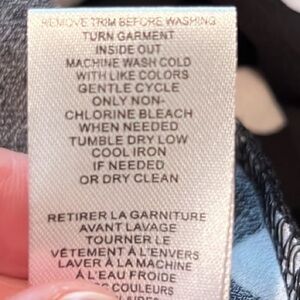 REMOVE TRIM BEFORE WASHING
TURN GARMENT
INSIDE OUT
MACHINE WASH COLD
WITH LIKE COLORS
GENTLE CYCLE
ONLY NON-
CHLORINE BLEACH
WHEN NEEDED
TUMBLE DRY LOW
COOL IRON
IF NEEDED
OR DRY CLEAN
RETIRER LA GARNITURE
AVANT LAVAGE
TOURNER LE
VÊTEMENT À L'ENVERS
LAVER À LA MACHINE
À L'EAU FROIDE
COULEURS